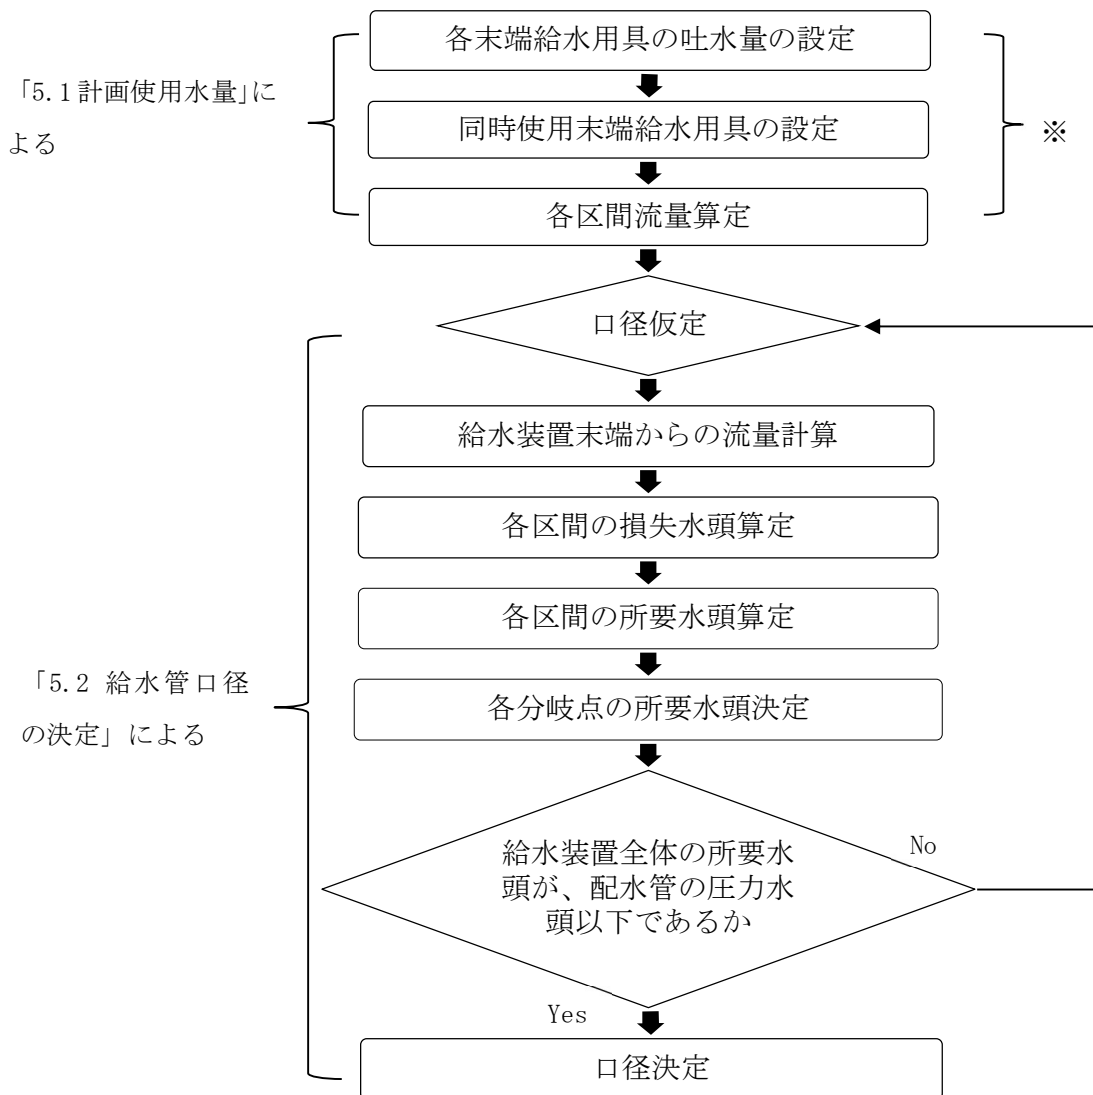 各末端給水用具の吐水量の設定
「5.1計画使用水量」に
よる
同時使用末端給水用具の設定
※
各区間流量算定
口径仮定
給水装置末端からの流量計算
各区間の損失水頭算定
各区間の所要水頭算定
「5.2 給水管口径
の決定」による
各分岐点の所要水頭決定
給水装置全体の所要水
頭が、配水管の圧力水
頭以下であるか
No
Yes
口径決定